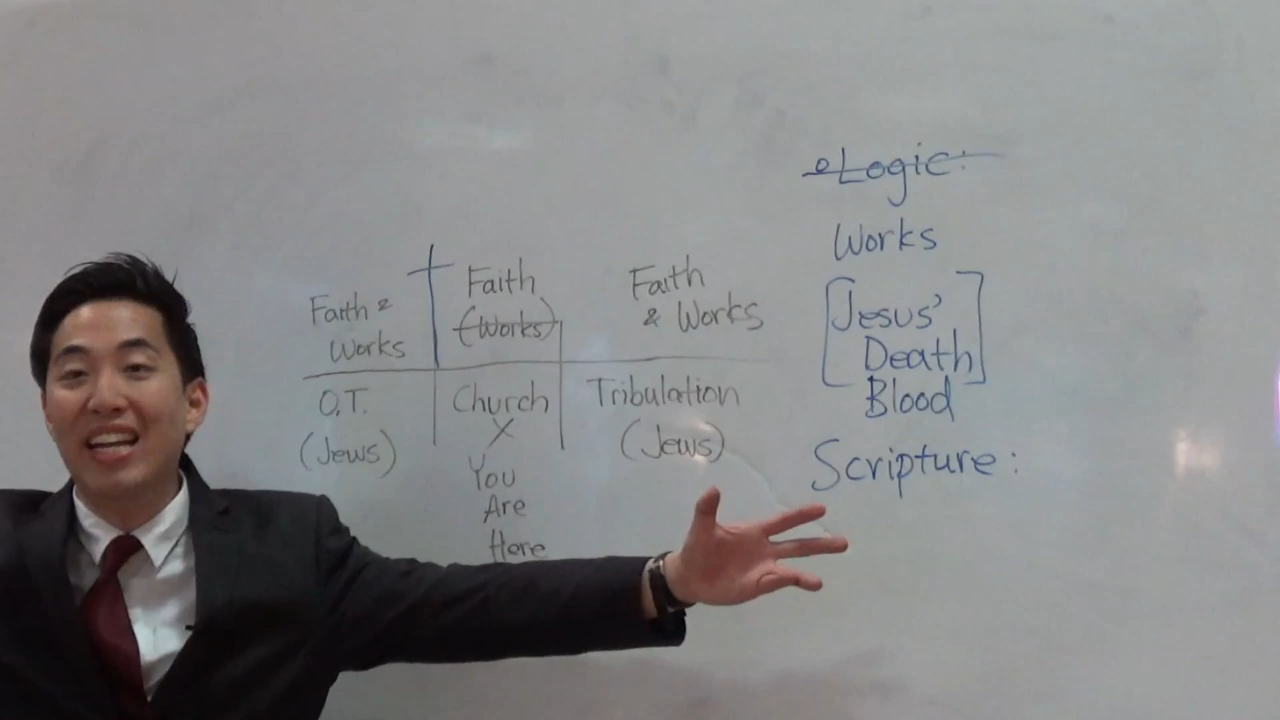 Faith &
Works
Faith
(Works)
Faith
& Works
O.T.
(Jews)
Church
X
You
Are
Here
Tribulation
(Jews)
Logic:
Works
[Jesus'
Death]
Blood
Scripture: